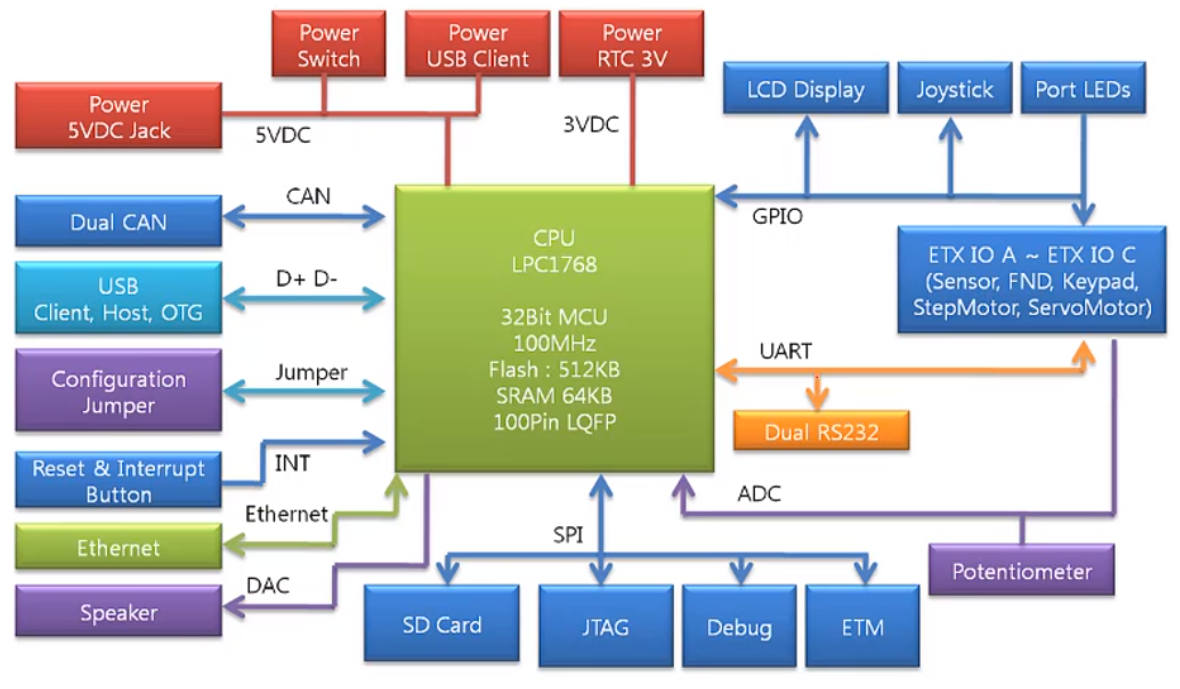 Power
Switch
Power
USB Client
Power
RTC 3V
Power
5VDC Jack
5VDC
3VDC
LCD Display
Joystick
Port LEDs
Dual CAN
CAN
GPIO
USB
Client, Host, OTG
D+ D-
CPU
LPC1768
32Bit MCU
100MHz
Flash : 512KB
SRAM 64KB
100Pin LQFP
ETX IO A ~ ETX IO C
(Sensor, FND, Keypad,
StepMotor, ServoMotor)
Configuration
Jumper
Jumper
UART
Dual RS232
Reset & Interrupt
Button
INT
Ethernet
Ethernet
ADC
SPI
Potentiometer
Speaker
DAC
SD Card
JTAG
Debug
ETM